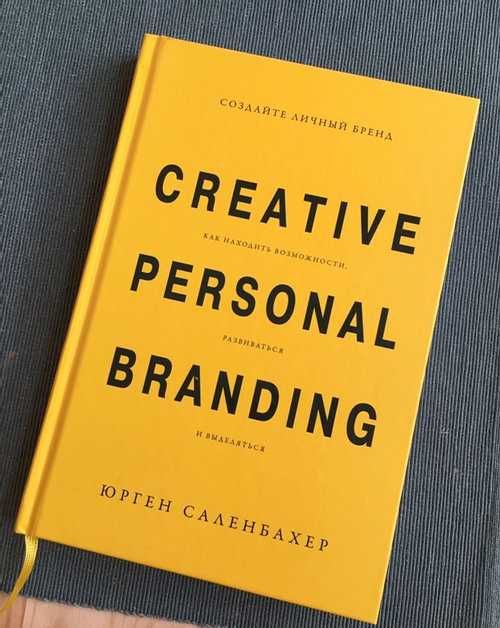 СОЗДАЙТЕ ЛИЧНЫЙ БРЕНД
CREATIVE
КАК НАХОДИТЬ ВОЗМОЖНОСТИ,
PERSONAL
РАЗВИВАТЬСЯ
BRANDING
И ВЫДЕЛЯТЬСЯ
ЮРГЕН САЛЕНБАХЕР